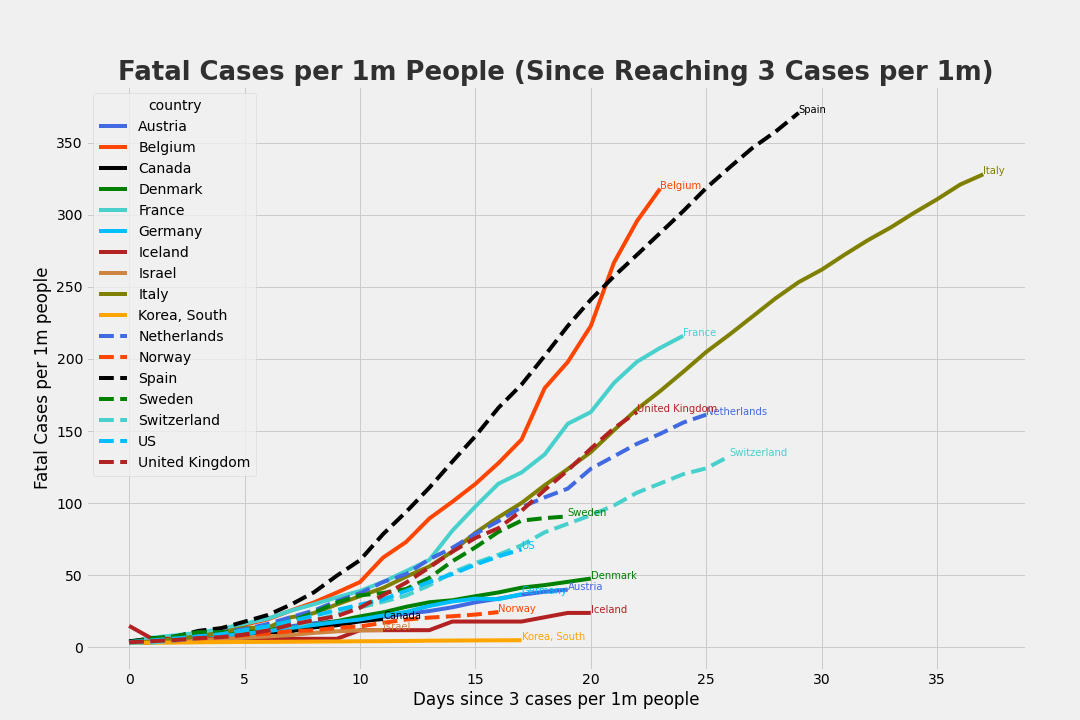 Fatal Cases per 1m People (Since Reaching 3 Cases per 1m)
country
Austria
Belgium
Canada
Denmark
France
Germany
Iceland
Israel
Italy
Korea, South
Netherlands
Norway
Spain
Sweden
Switzerland
US
United Kingdom
Fatal Cases per 1m people
350
300
250
200
150
100
50
0
Spain
Italy
Belgium
France
United Kingdom
Netherlands
Switzerland
Sweden
US
Denmark
Germany
Austria
Norway
Iceland
Canada
Israel
Korea, South
0 5 10 15 20 25 30 35
Days since 3 cases per 1m people